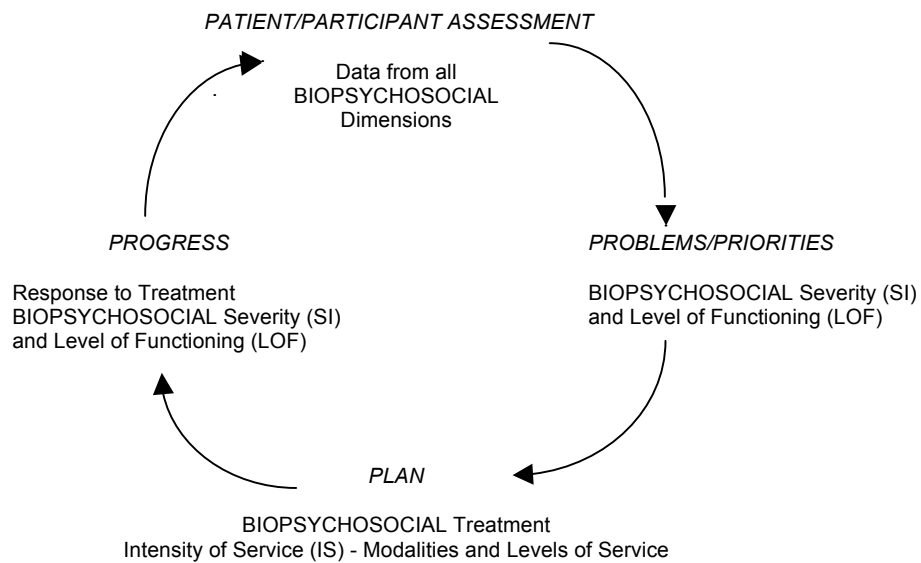 PATIENT/PARTICIPANT ASSESSMENT
Data from all
BIOPSYCHOSOCIAL
Dimensions
PROGRESS
Response to Treatment
BIOPSYCHOSOCIAL Severity (SI)
and Level of Functioning (LOF)
PROBLEMS/PRIORITIES
BIOPSYCHOSOCIAL Severity (SI)
and Level of Functioning (LOF)
PLAN
BIOPSYCHOSOCIAL Treatment
Intensity of Service (IS) - Modalities and Levels of Service